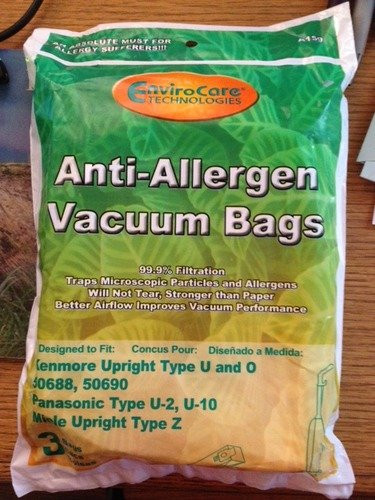 AN ABSOLUTE MUST FOR
ALLERGY SUFFERERS!!!
EnviroCare
TECHNOLOGIES
Anti-Allergen
Vacuum Bags
99.9% Filtration
Traps Microscopic Particles and Allergens
Will Not Tear, Stronger than Paper
Better Airflow Improves Vacuum Performance
Designed to Fit: Concus Pour: Diseñado a Medida:
Kenmore Upright Type U and O
50688, 50690
Panasonic Type U-2, U-10
Miele Upright Type Z
3